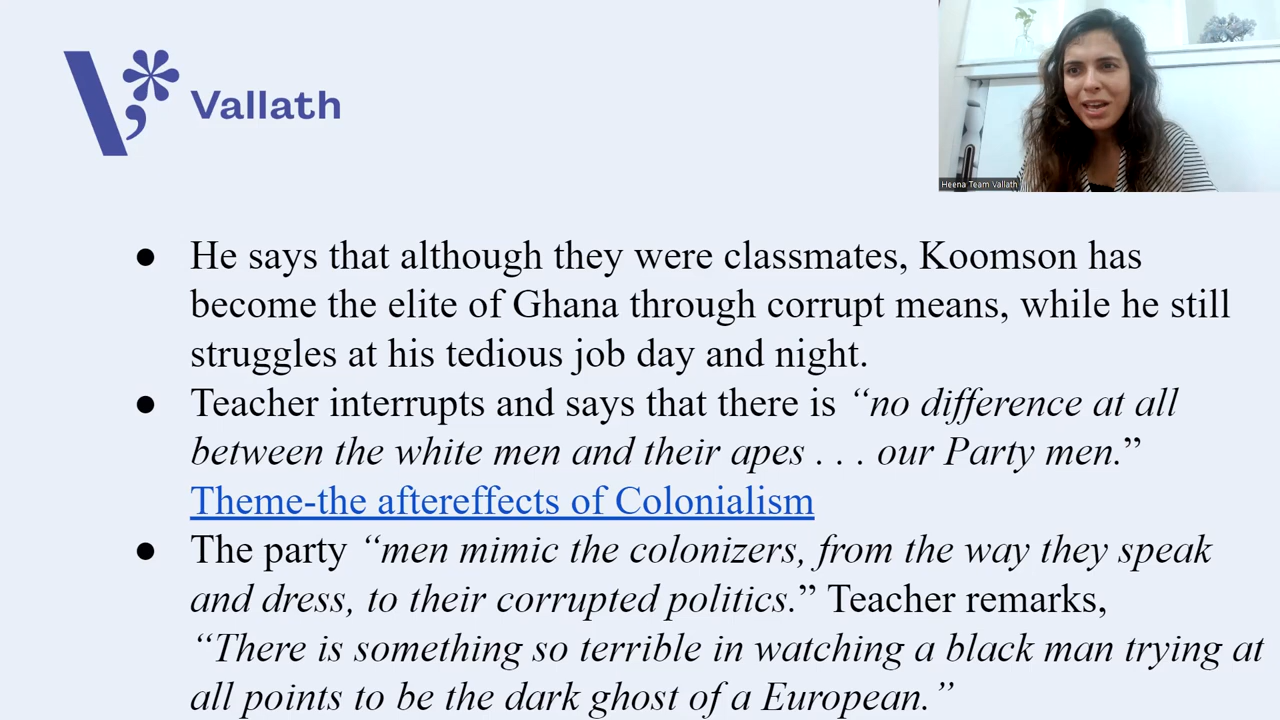 Vallath
Heena Team Vallath
● He says that although they were classmates, Koomson has
become the elite of Ghana through corrupt means, while he still
struggles at his tedious job day and night.
● Teacher interrupts and says that there is “no difference at all
between the white men and their apes . . . our Party men.”
Theme-the aftereffects of Colonialism
● The party “men mimic the colonizers, from the way they speak
and dress, to their corrupted politics.” Teacher remarks,
“There is something so terrible in watching a black man trying at
all points to be the dark ghost of a European.”